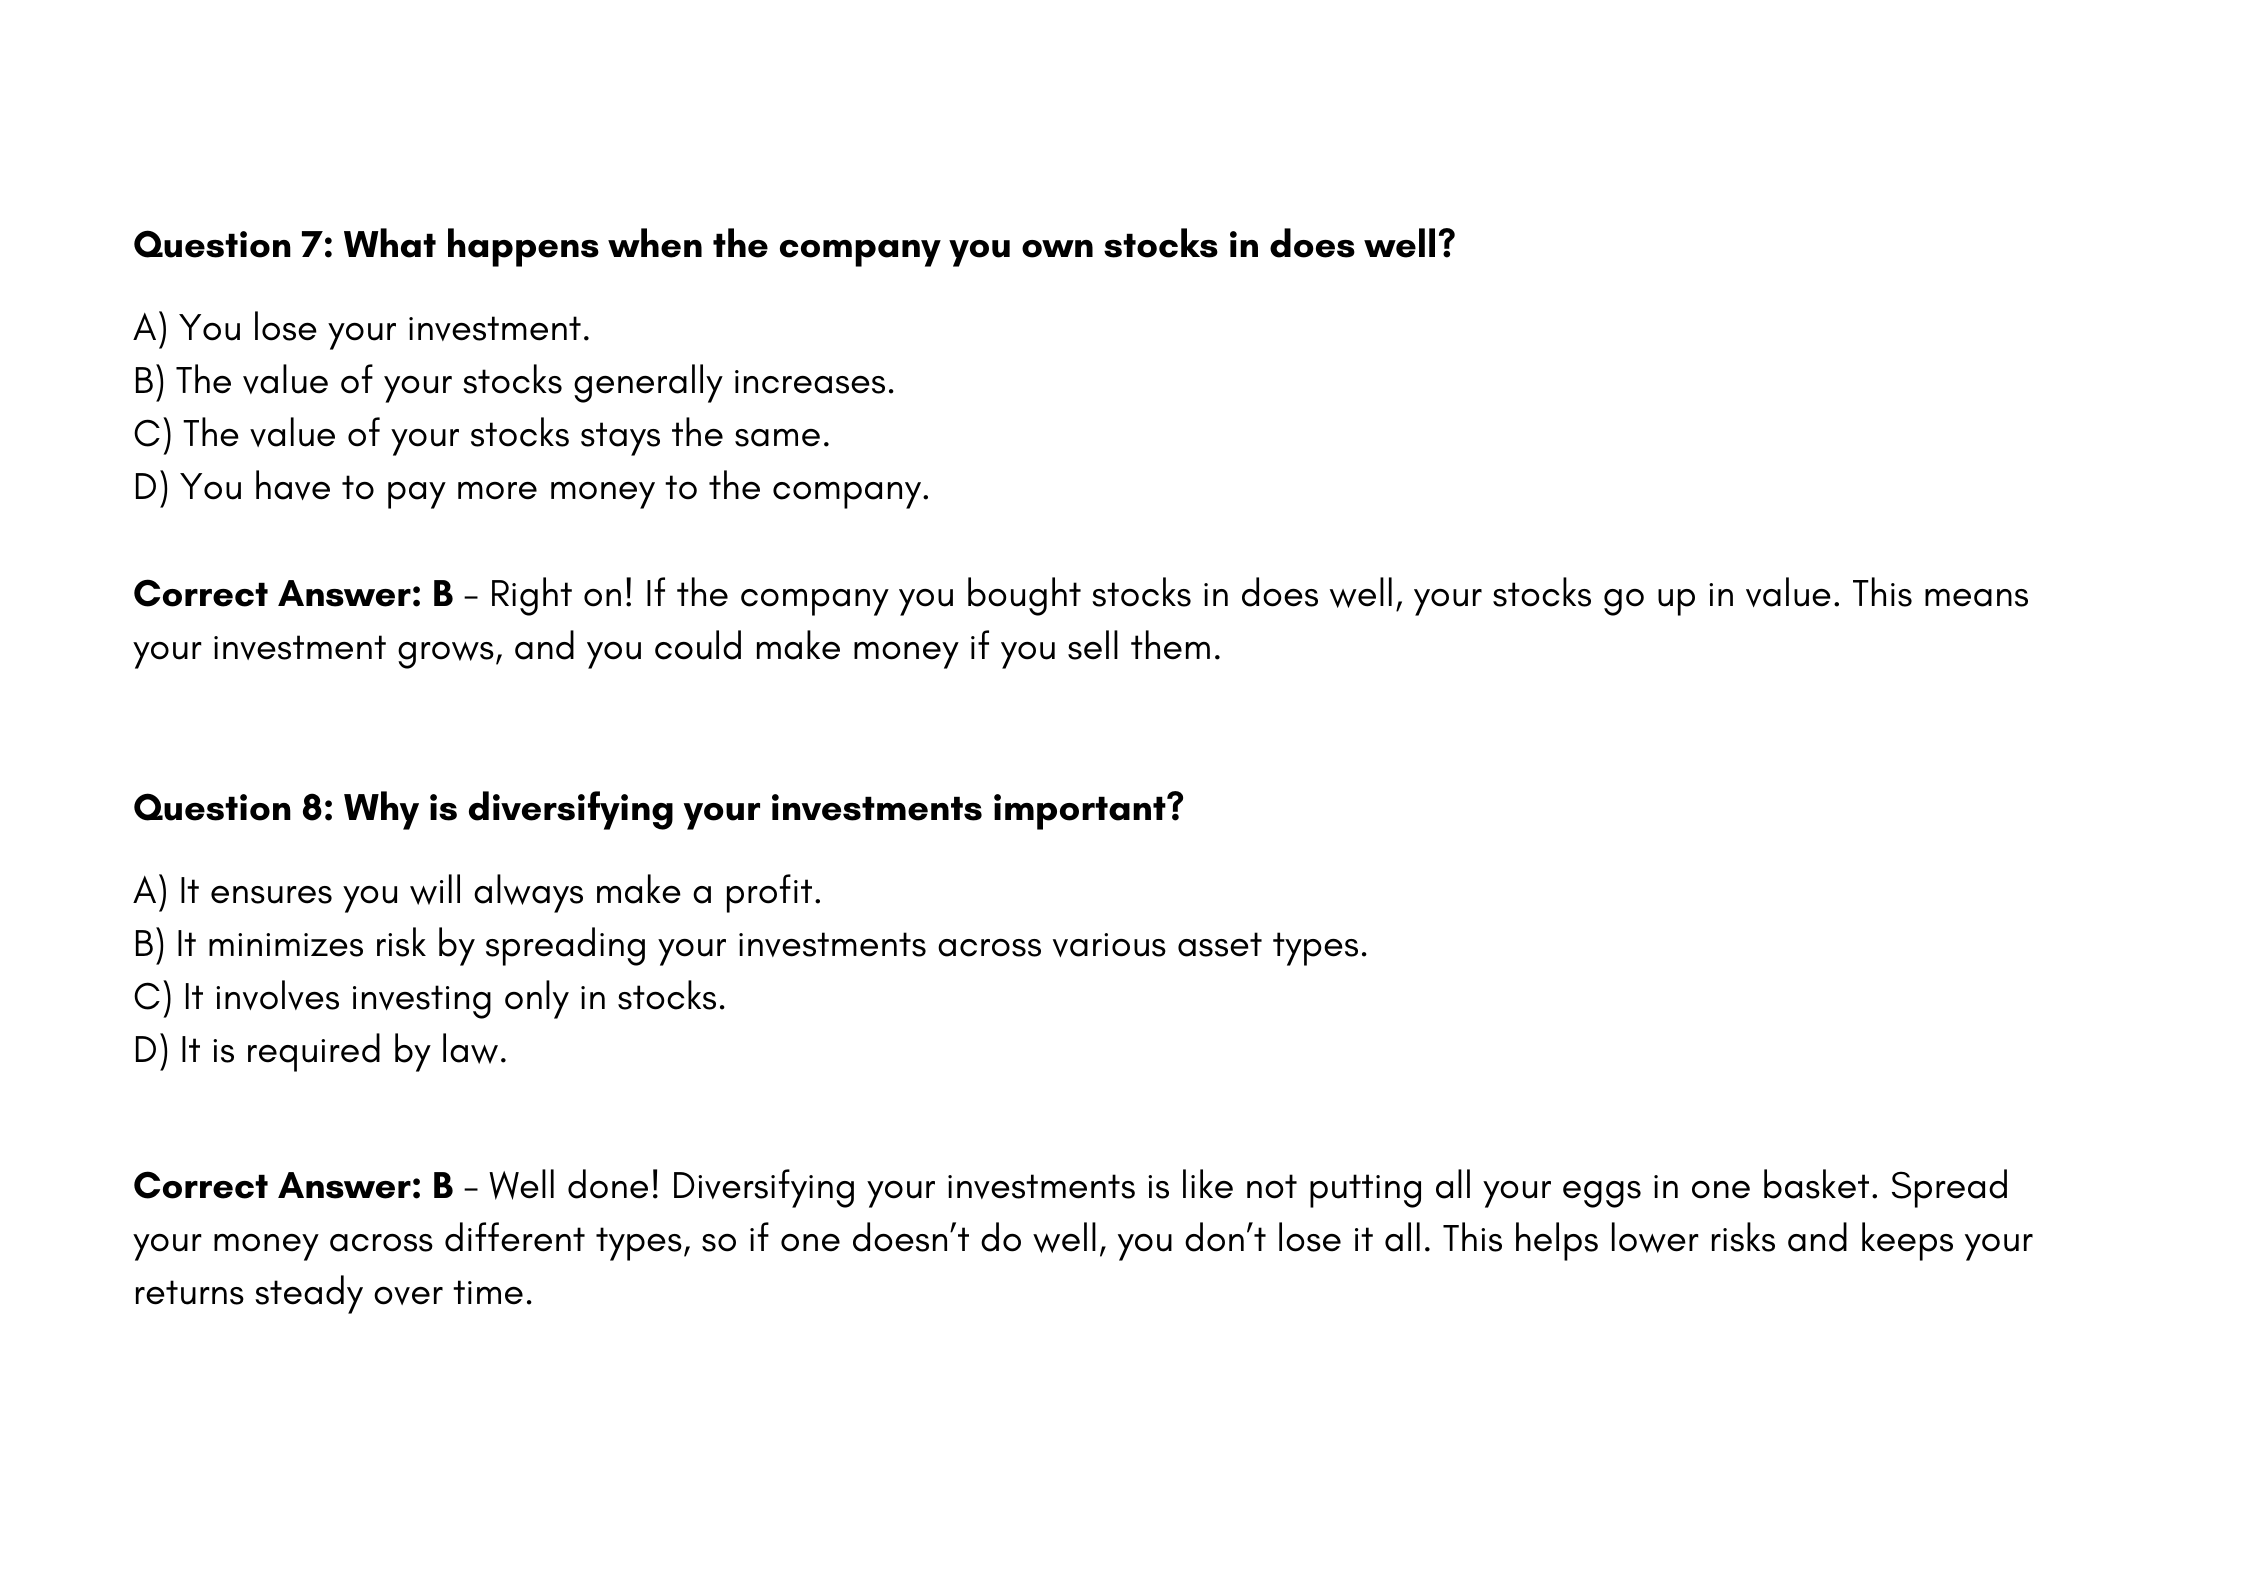 Question 7: What happens when the company you own stocks in does well?
A) You lose your investment.
B) The value of your stocks generally increases.
C) The value of your stocks stays the same.
D) You have to pay more money to the company.
Correct Answer: B – Right on! If the company you bought stocks in does well, your stocks go up in value. This means
your investment grows, and you could make money if you sell them.
Question 8: Why is diversifying your investments important?
A) It ensures you will always make a profit.
B) It minimizes risk by spreading your investments across various asset types.
C) It involves investing only in stocks.
D) It is required by law.
Correct Answer: B – Well done! Diversifying your investments is like not putting all your eggs in one basket. Spread
your money across different types, so if one doesn’t do well, you don’t lose it all. This helps lower risks and keeps your
returns steady over time.